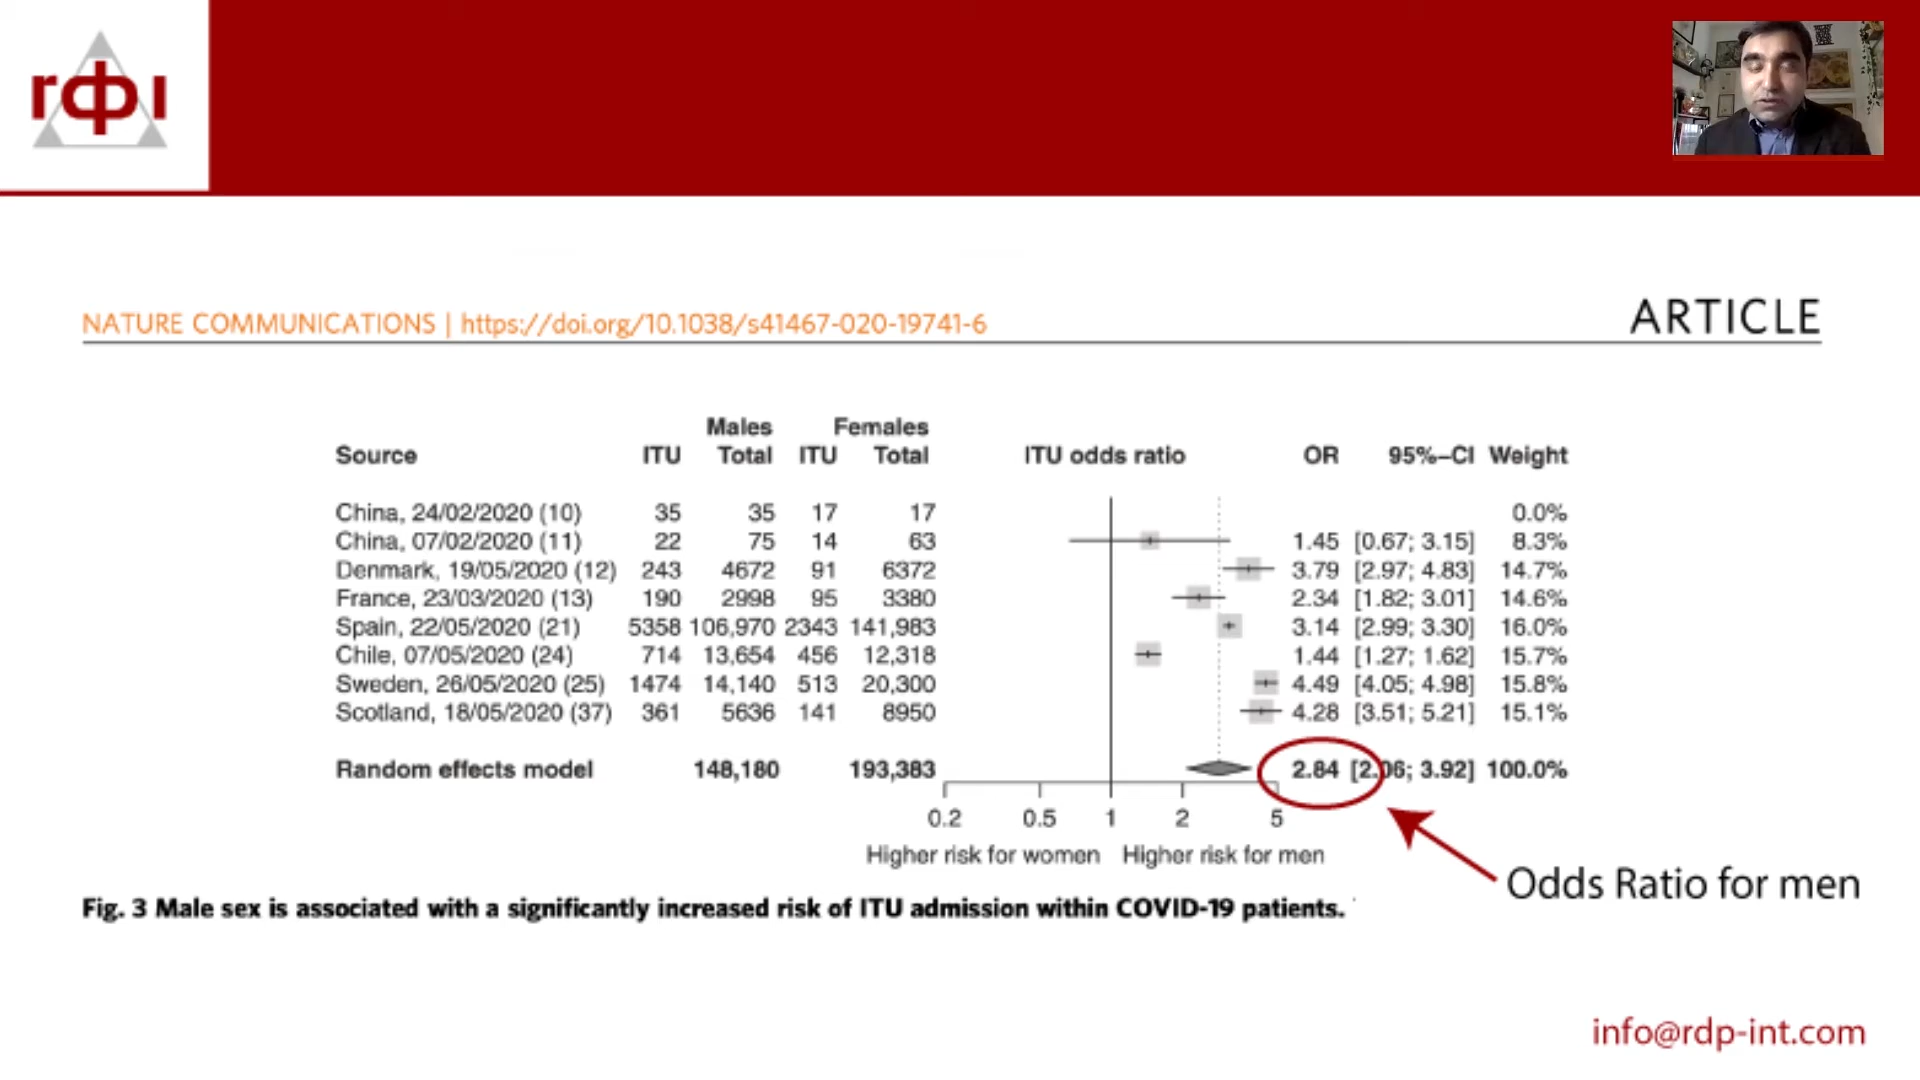 rфı
NATURE COMMUNICATIONS | https://doi.org/10.1038/s41467-020-19741-6
ARTICLE
Males Females
Source ITU Total ITU Total ITU odds ratio OR 95%–CI Weight
China, 24/02/2020 (10) 35 35 17 17 0.0%
China, 07/02/2020 (11) 22 75 14 63 1.45 [0.67; 3.15] 8.3%
Denmark, 19/05/2020 (12) 243 4672 91 6372 3.79 [2.97; 4.83] 14.7%
France, 23/03/2020 (13) 190 2998 95 3380 2.34 [1.82; 3.01] 14.6%
Spain, 22/05/2020 (21) 5358 106,970 2343 141,983 3.14 [2.99; 3.30] 16.0%
Chile, 07/05/2020 (24) 714 13,654 456 12,318 1.44 [1.27; 1.62] 15.7%
Sweden, 26/05/2020 (25) 1474 14,140 513 20,300 4.49 [4.05; 4.98] 15.8%
Scotland, 18/05/2020 (37) 361 5636 141 8950 4.28 [3.51; 5.21] 15.1%
Random effects model 148,180 193,383 2.84 [2.06; 3.92] 100.0%
0.2 0.5 1 2 5
Higher risk for women Higher risk for men
Odds Ratio for men
Fig. 3 Male sex is associated with a significantly increased risk of ITU admission within COVID-19 patients.
info@rdp-int.com